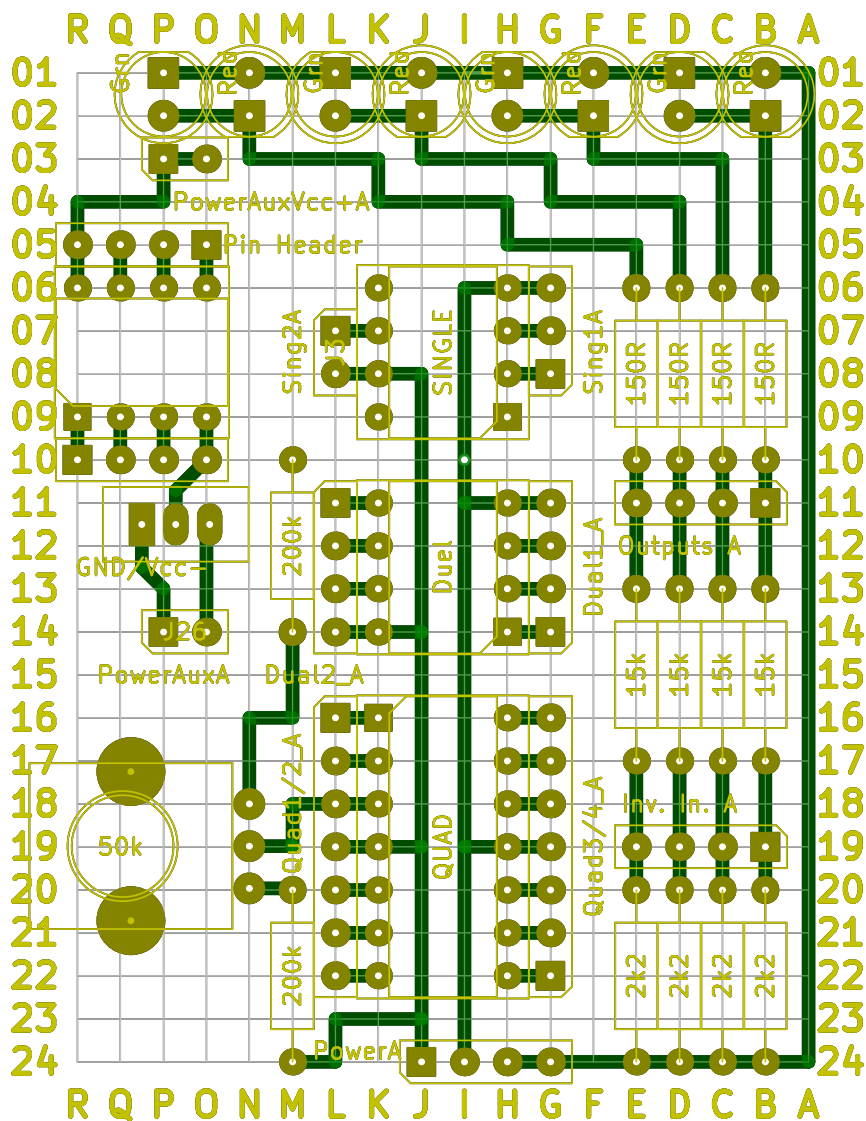 R Q P O N M L K J I H G F E D C B A
Grn Red Grn Red Grn Red Grn Red
01 01
02 02
03 03
04 PowerAuxVcc+A 04
05 Pin Header 05
06 06
07 07
Sing2A J3 SINGLE Sing1A
150R 150R 150R 150R
08 08
09 09
10 10
11 11
200k Duel Dual1_A
12 Outputs A 12
GND/Vcc-
13 13
14 J26 14
15 PowerAuxA Dual2_A 15
15k 15k 15k 15k
16 16
17 17
18 Inv. In. A 18
Quad1/2_A QUAD Quad3/4_A
19 50k 19
20 20
21 21
22 22
200k 2k2 2k2 2k2 2k2
23 23
PowerA
24 24
R Q P O N M L K J I H G F E D C B A